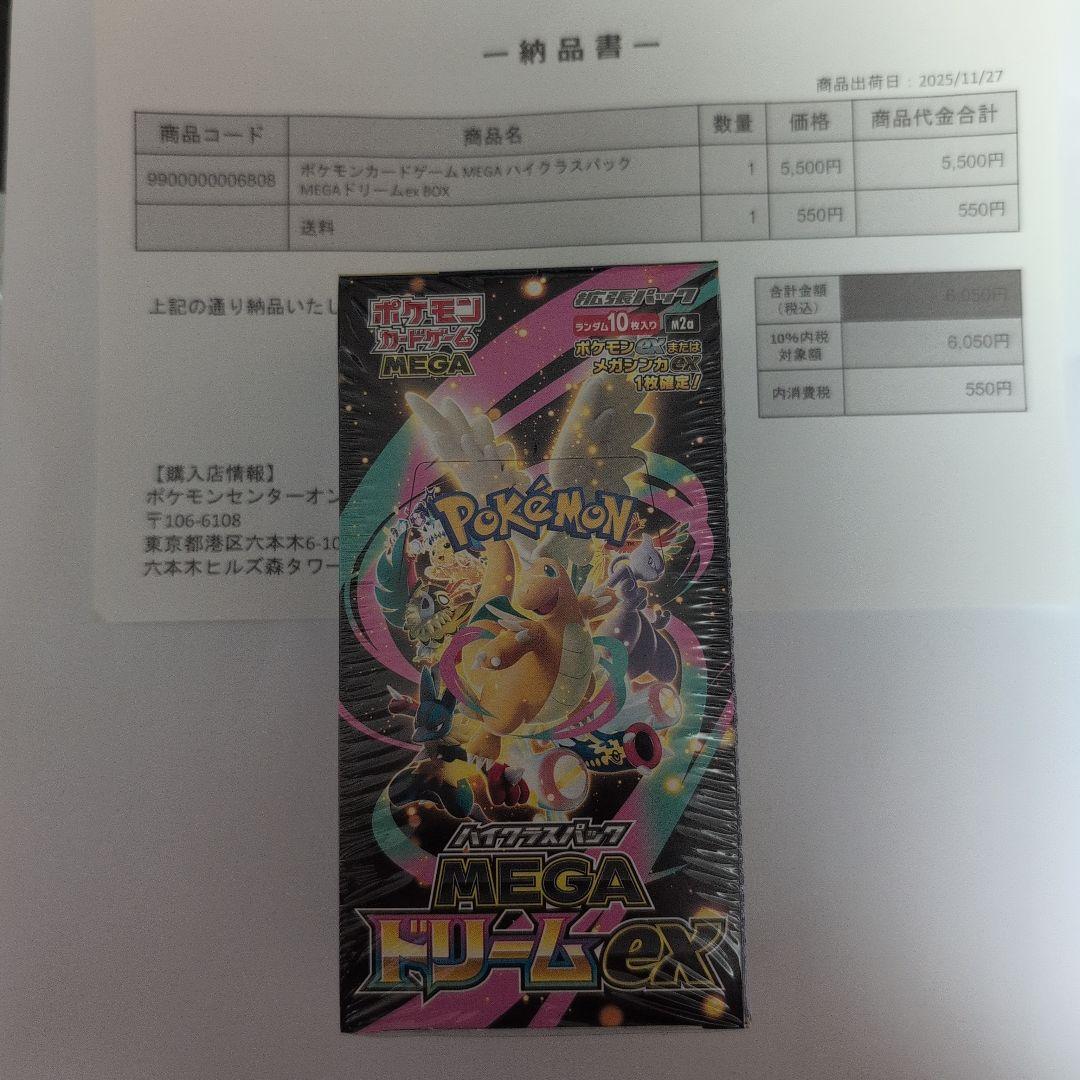 ー 納 品 書 ー
商品出荷日：2025/11/27
商品コード 商品名 数量 価格 商品代金合計
9900000006808 ポケモンカードゲーム MEGA ハイクラスパック 1 5,500円 5,500円
MEGAドリームex BOX
送料 1 550円 550円
上記の通り納品いたし
合計金額
（税込） 6,050円
10%内税
対象額 6,050円
内消費税 550円
【購入店情報】
ポケモンセンターオン
〒106-6108
東京都港区六本木6-10
六本木ヒルズ森タワー
ポケモン
カードゲーム
MEGA
拡張パック
ランダム10枚入り M2a
ポケモンexまたは
メガシンカex
1枚確定!
POKéMON
ハイクラスパック
MEGA
ドリームex